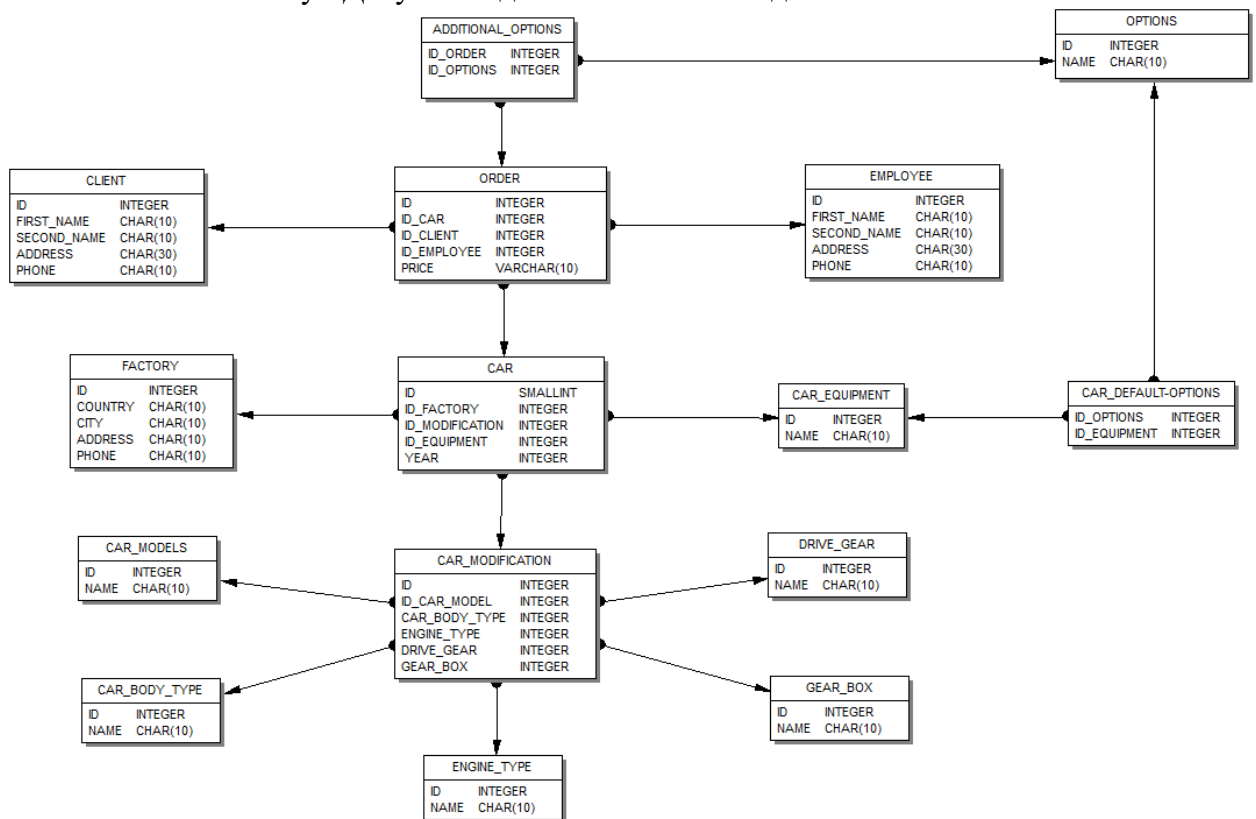 ADDITIONAL_OPTIONS
ID_ORDER INTEGER
ID_OPTIONS INTEGER
OPTIONS
ID INTEGER
NAME CHAR(10)
CLIENT
ID INTEGER
FIRST_NAME CHAR(10)
SECOND_NAME CHAR(10)
ADDRESS CHAR(30)
PHONE CHAR(10)
ORDER
ID INTEGER
ID_CAR INTEGER
ID_CLIENT INTEGER
ID_EMPLOYEE INTEGER
PRICE VARCHAR(10)
EMPLOYEE
ID INTEGER
FIRST_NAME CHAR(10)
SECOND_NAME CHAR(10)
ADDRESS CHAR(30)
PHONE CHAR(10)
FACTORY
ID INTEGER
COUNTRY CHAR(10)
CITY CHAR(10)
ADDRESS CHAR(10)
PHONE CHAR(10)
CAR
ID SMALLINT
ID_FACTORY INTEGER
ID_MODIFICATION INTEGER
ID_EQUIPMENT INTEGER
YEAR INTEGER
CAR_EQUIPMENT
ID INTEGER
NAME CHAR(10)
CAR_DEFAULT-OPTIONS
ID_OPTIONS INTEGER
ID_EQUIPMENT INTEGER
CAR_MODELS
ID INTEGER
NAME CHAR(10)
CAR_MODIFICATION
ID INTEGER
ID_CAR_MODEL INTEGER
CAR_BODY_TYPE INTEGER
ENGINE_TYPE INTEGER
DRIVE_GEAR INTEGER
GEAR_BOX INTEGER
DRIVE_GEAR
ID INTEGER
NAME CHAR(10)
CAR_BODY_TYPE
ID INTEGER
NAME CHAR(10)
GEAR_BOX
ID INTEGER
NAME CHAR(10)
ENGINE_TYPE
ID INTEGER
NAME CHAR(10)